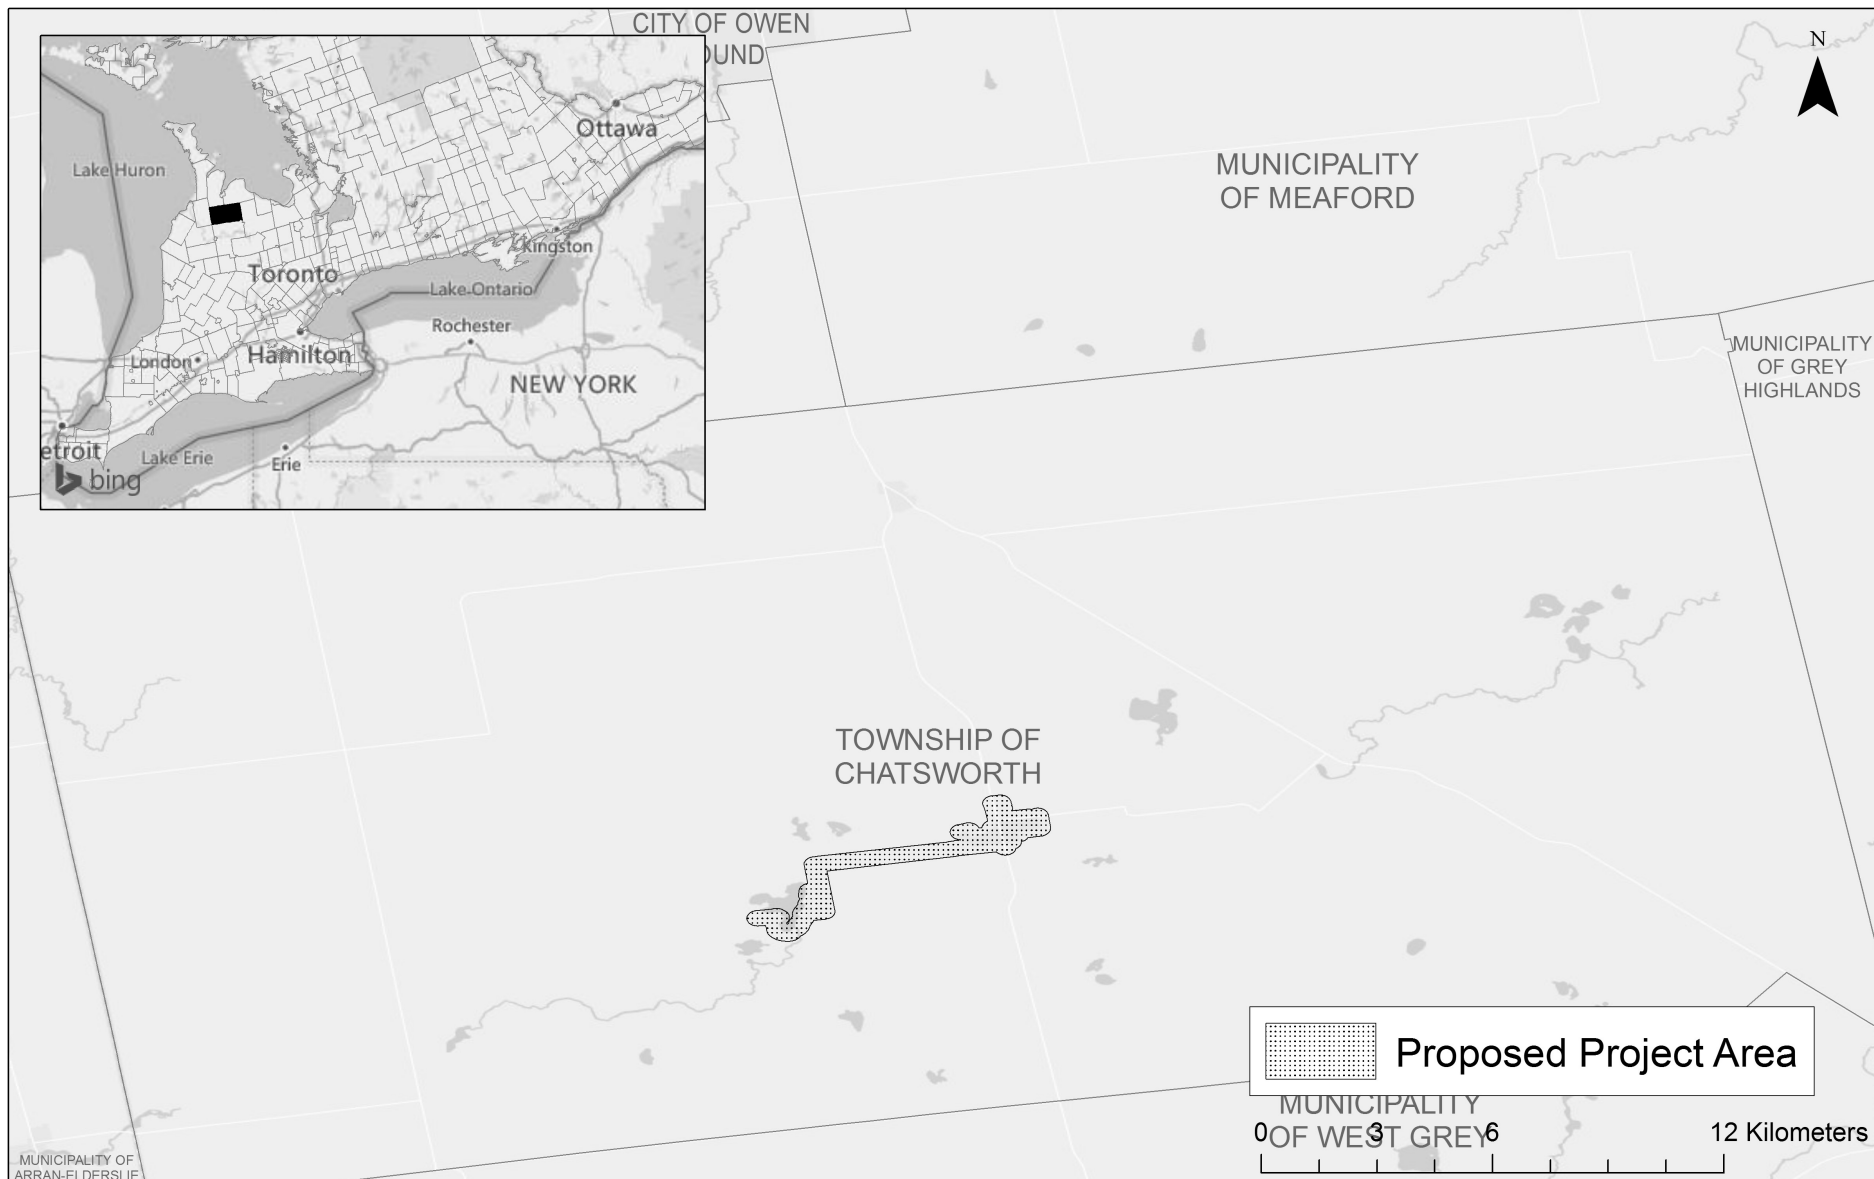 CITY OF OWEN
OUND
N
MUNICIPALITY
OF MEAFORD
Ottawa
Lake Huron
Kingston
Toronto
Lake Ontario
Rochester
London
Hamilton
NEW YORK
etroit
Lake Erie
Erie
bing
MUNICIPALITY
OF GREY
HIGHLANDS
TOWNSHIP OF
CHATSWORTH
Proposed Project Area
MUNICIPALITY
OF WEST GREY
0 3 6 12 Kilometers
MUNICIPALITY OF
ARRAN-ELDERSLIE